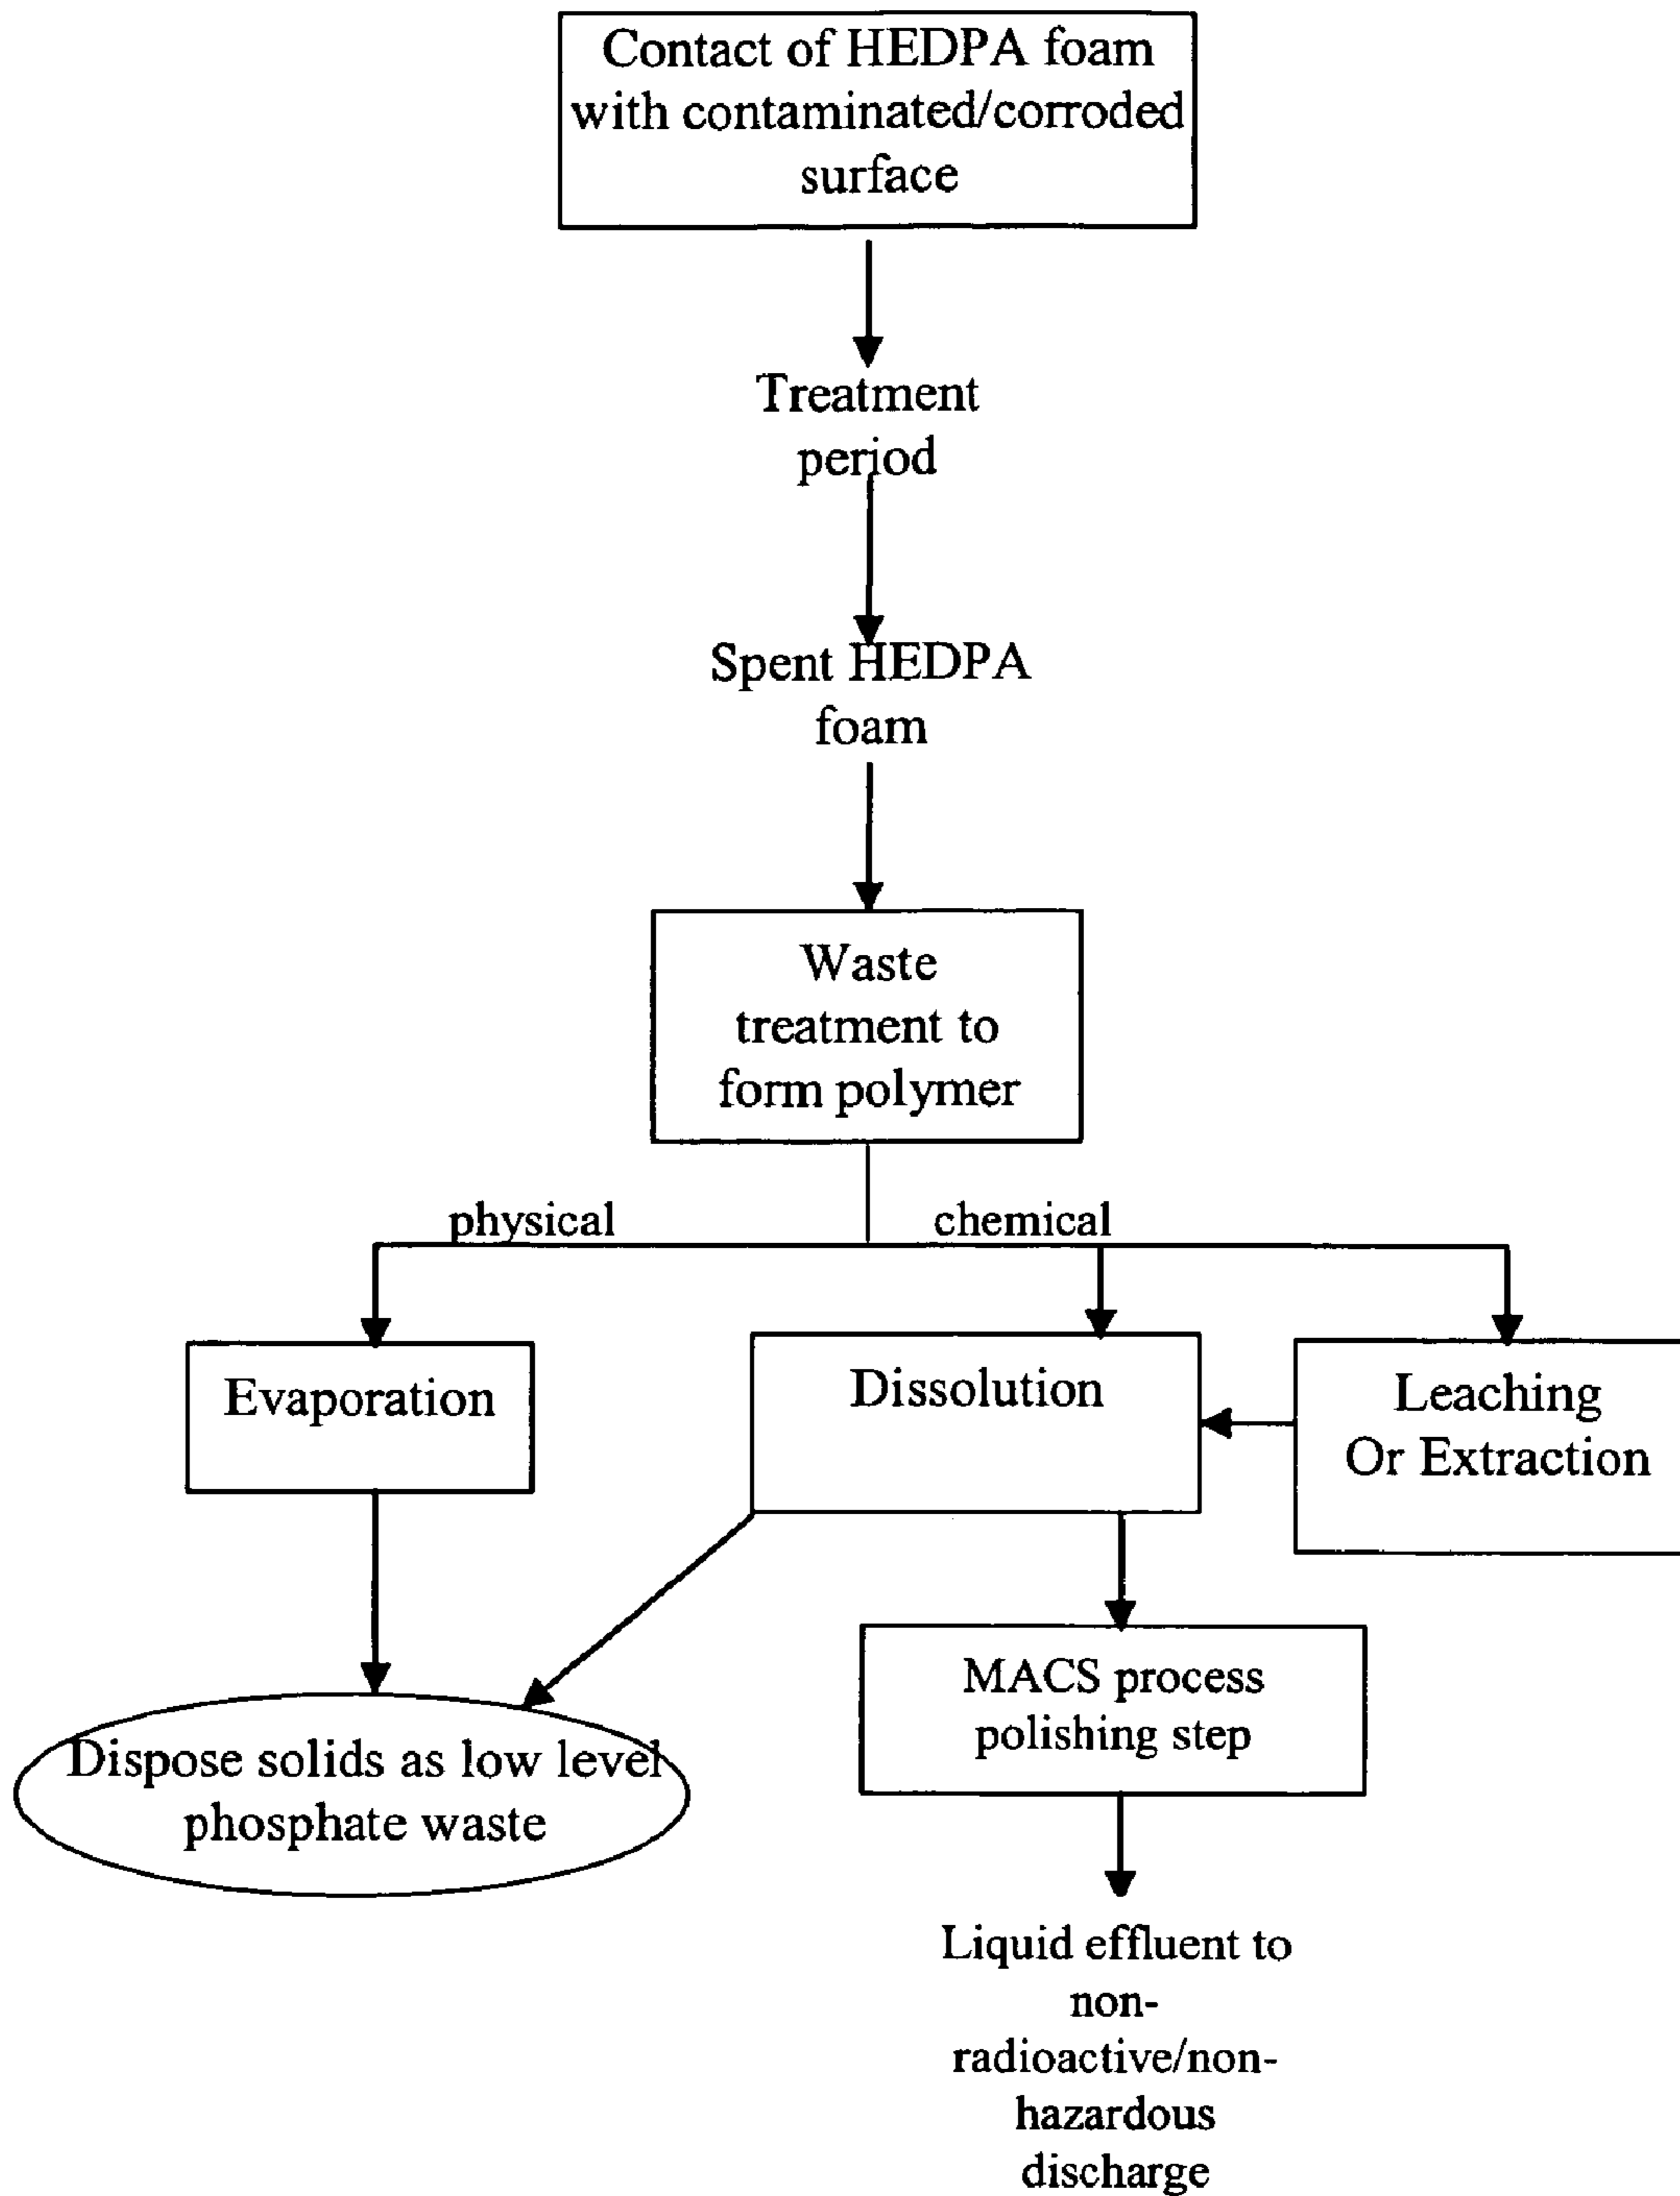 Contact of HEDPA foam
with contaminated/corroded
surface
Treatment
period
Spent HEDPA
foam
Waste
treatment to
form polymer
physical
chemical
Evaporation
Dissolution
Leaching
Or Extraction
MACS process
polishing step
Dispose solids as low level
phosphate waste
Liquid effluent to
non-
radioactive/non-
hazardous
discharge